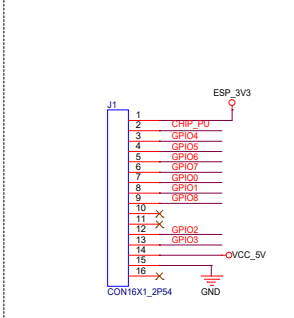 ESP_3V3
J1
1
2 CHIP_PU
3 GPIO4
4 GPIO5
5 GPIO6
6 GPIO7
7 GPIO0
8 GPIO1
9 GPIO8
10
11
12 GPIO2
13 GPIO3
14 VCC_5V
15
16
CON16X1_2P54 GND